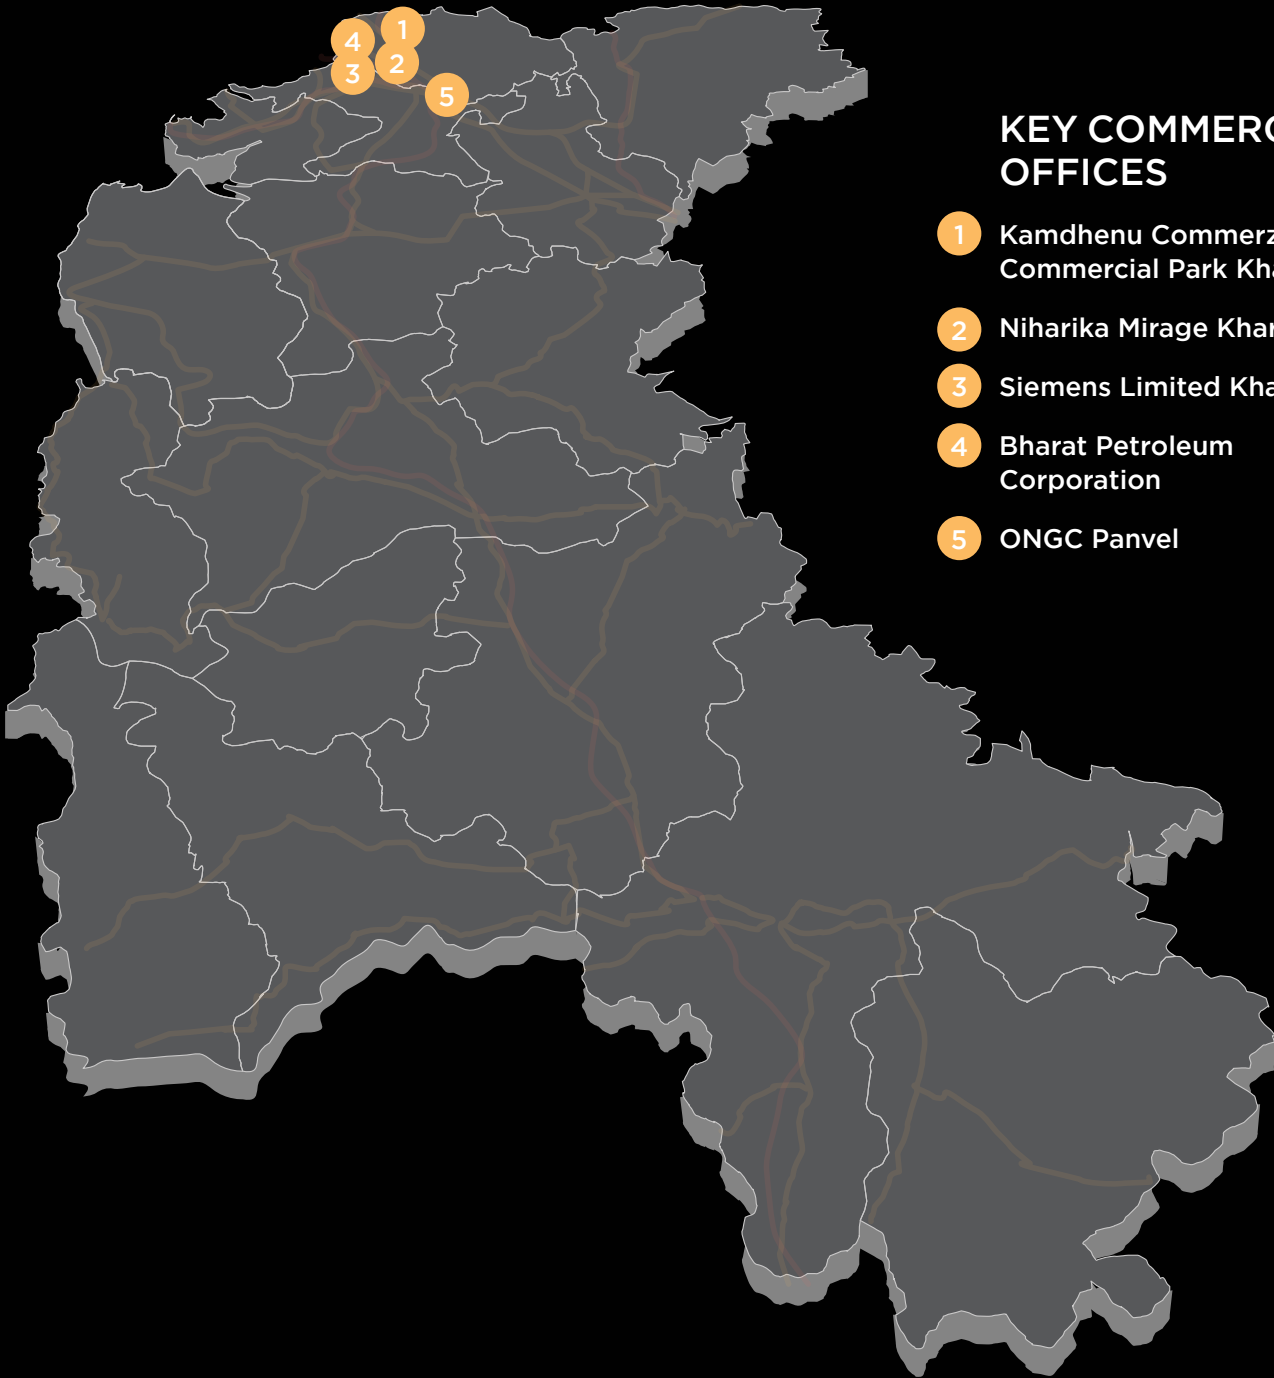 4
1
3
2
5
KEY COMMERC
OFFICES
1 Kamdhenu Commerz
Commercial Park Kha
2 Niharika Mirage Khar
3 Siemens Limited Kha
4 Bharat Petroleum
Corporation
5 ONGC Panvel